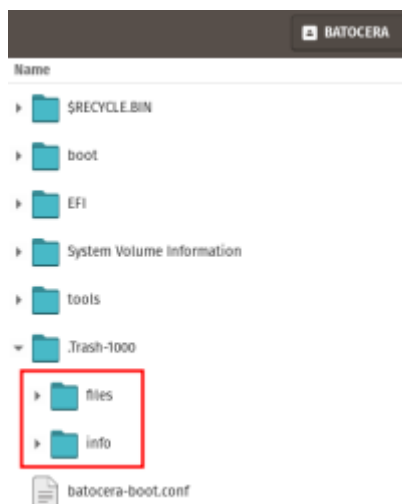 BATOCERA
Name
$RECYCLE.BIN
boot
EFI
System Volume Information
tools
.Trash-1000
files
info
batocera-boot.conf